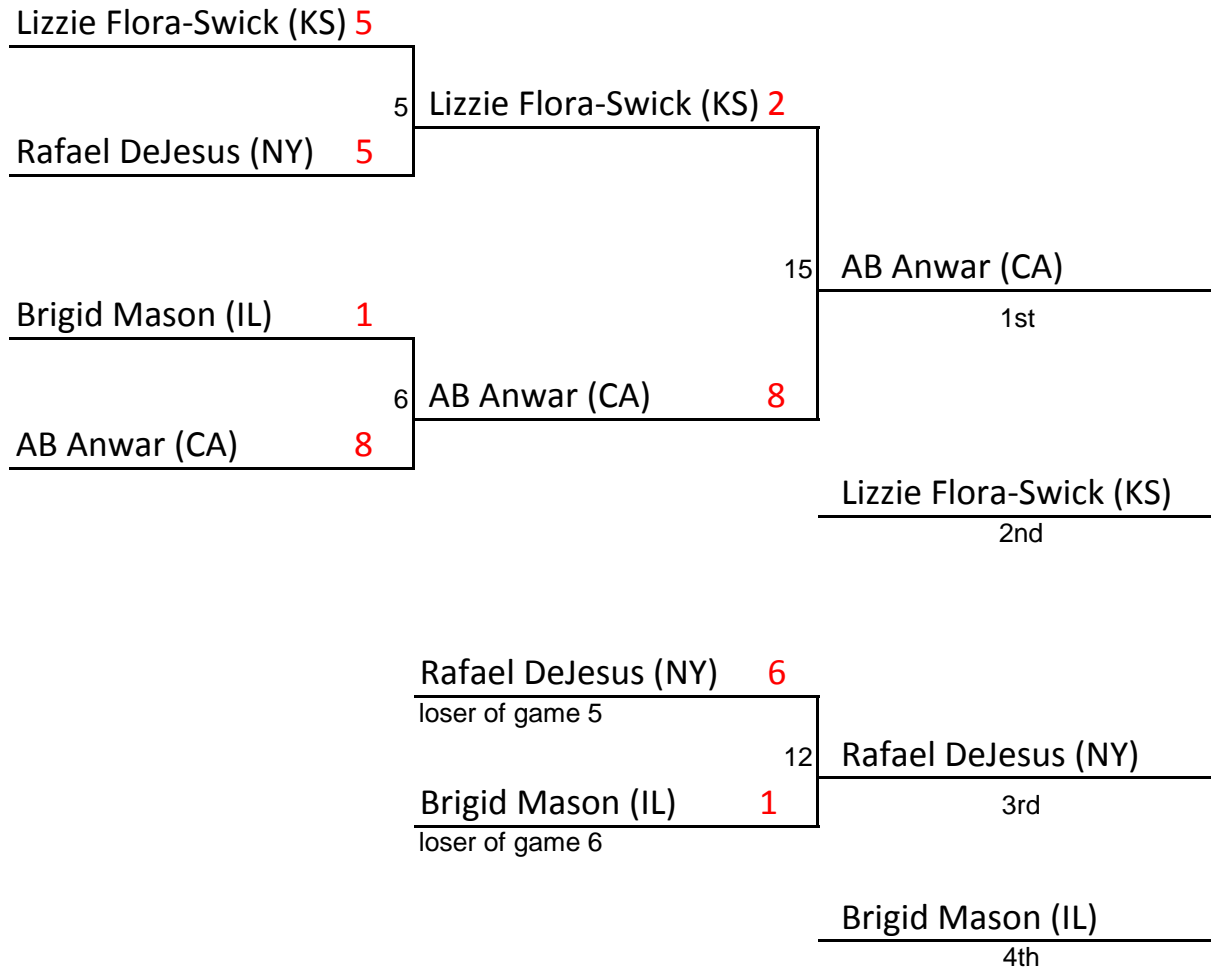 Lizzie Flora-Swick (KS) 5
5 Lizzie Flora-Swick (KS) 2
Rafael DeJesus (NY) 5
15 AB Anwar (CA)
1st
Brigid Mason (IL) 1
6 AB Anwar (CA) 8
AB Anwar (CA) 8
Lizzie Flora-Swick (KS)
2nd
Rafael DeJesus (NY) 6
loser of game 5
12 Rafael DeJesus (NY)
3rd
Brigid Mason (IL) 1
loser of game 6
Brigid Mason (IL)
4th